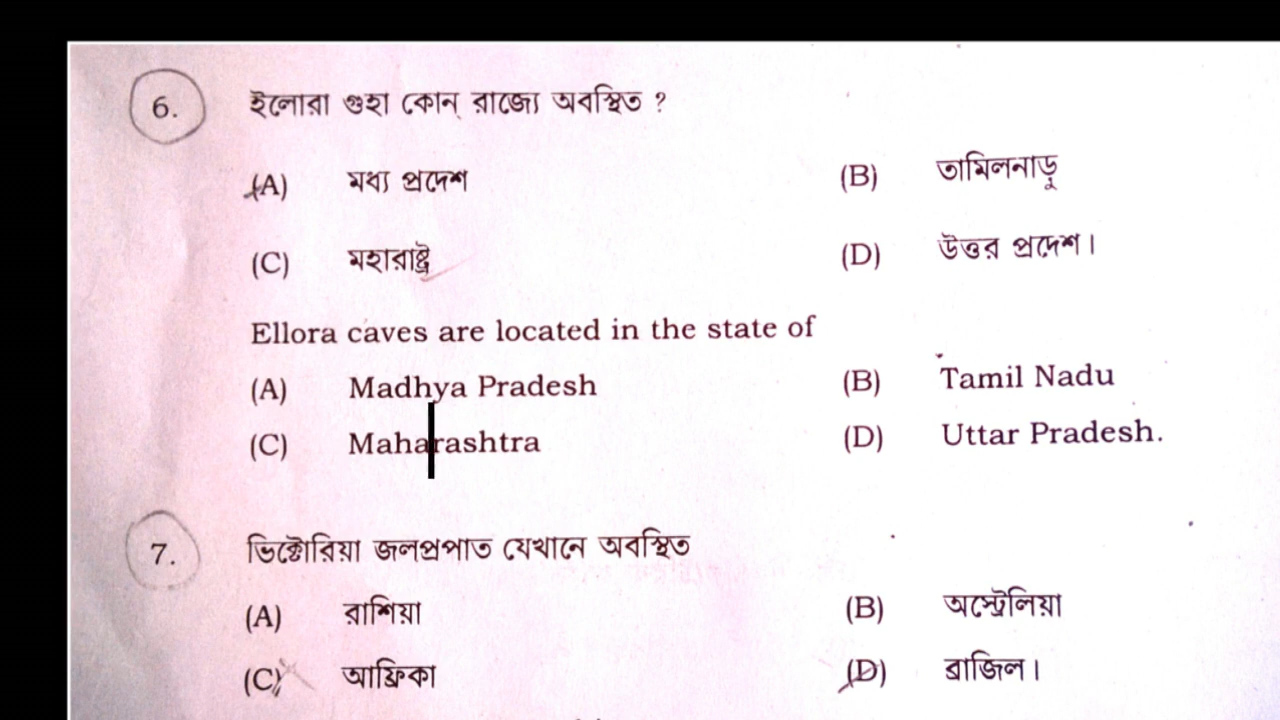 6. ইলোরা গুহা কোন্ রাজ্যে অবস্থিত ?
(A) মধ্য প্রদেশ (B) তামিলনাড়ু
(C) মহারাষ্ট্র (D) উত্তর প্রদেশ।
Ellora caves are located in the state of
(A) Madhya Pradesh (B) Tamil Nadu
(C) Maharashtra (D) Uttar Pradesh.
7. ভিক্টোরিয়া জলপ্রপাত যেখানে অবস্থিত
(A) রাশিয়া (B) অস্ট্রেলিয়া
(C) আফ্রিকা (D) ব্রাজিল।